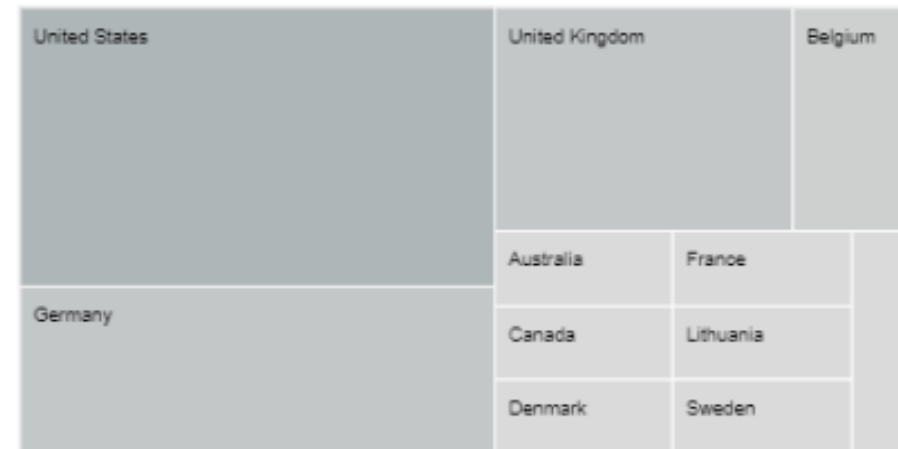 United States
United Kingdom
Belgium
Australia
France
Germany
Canada
Lithuania
Denmark
Sweden